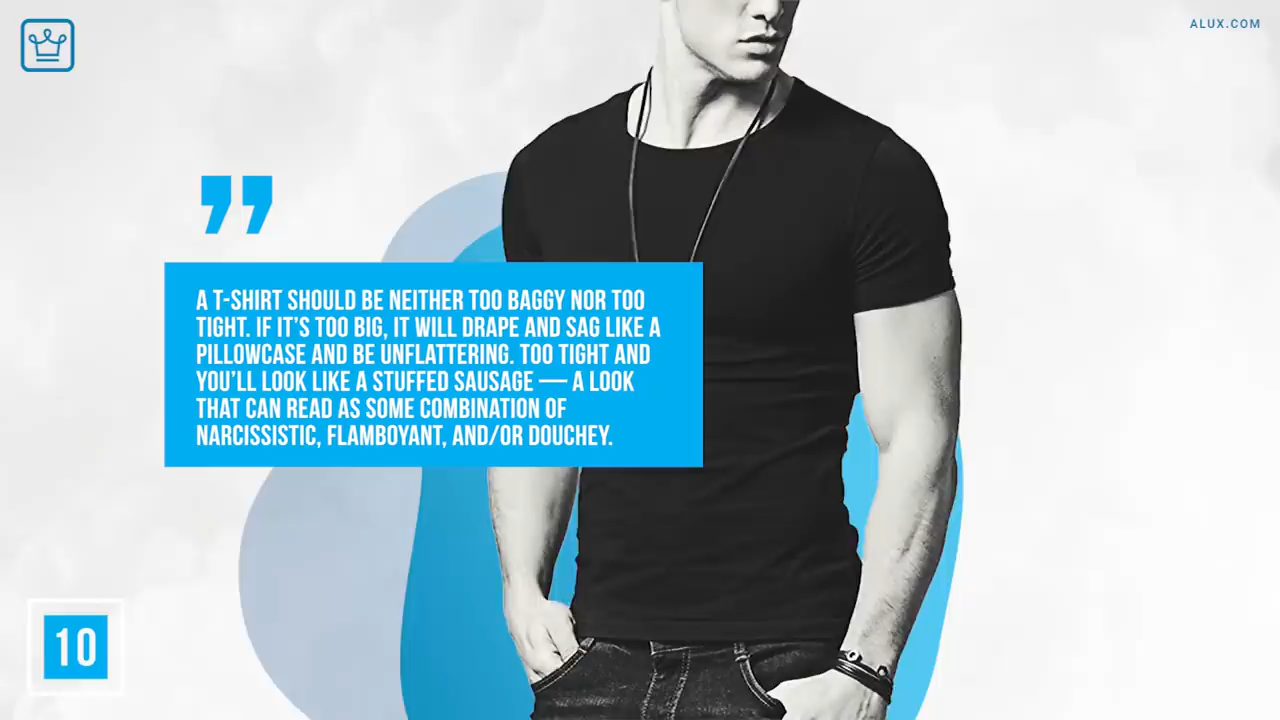 ALUX.COM
”
A T-SHIRT SHOULD BE NEITHER TOO BAGGY NOR TOO
TIGHT. IF IT’S TOO BIG, IT WILL DRAPE AND SAG LIKE A
PILLOWCASE AND BE UNFLATTERING. TOO TIGHT AND
YOU’LL LOOK LIKE A STUFFED SAUSAGE — A LOOK
THAT CAN READ AS SOME COMBINATION OF
NARCISSISTIC, FLAMBOYANT, AND/OR DOUCHEY.
10